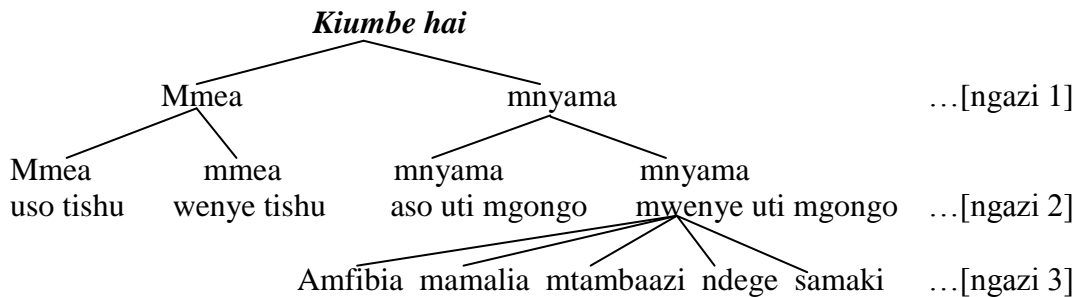 Kiumbe hai
Mmea mnyama …[ngazi 1]
Mmea mmea mnyama mnyama
uso tishu wenye tishu aso uti mgongo mwenye uti mgongo …[ngazi 2]
Amfibia mamalia mtambaazi ndege samaki …[ngazi 3]